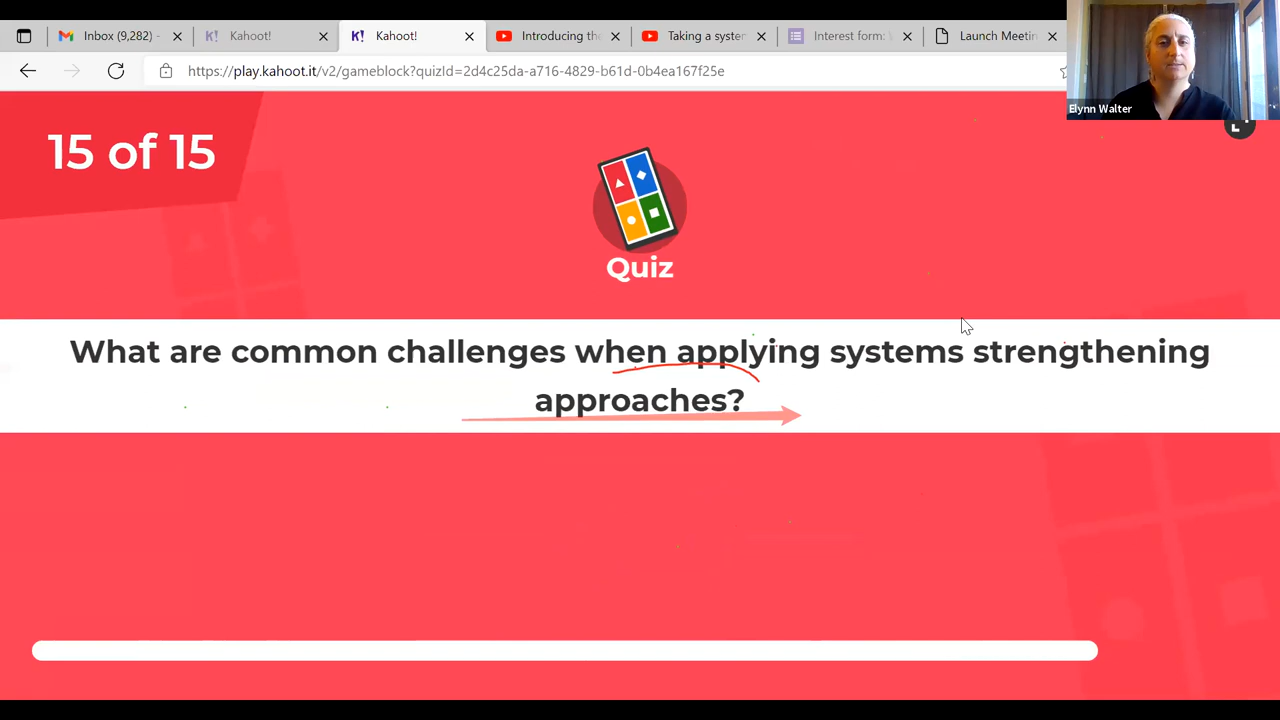 Inbox (9,282) -
Kahoot!
Kahoot!
Introducing the
Taking a system
Interest form: V
Launch Meetin
https://play.kahoot.it/v2/gameblock?quizId=2d4c25da-a716-4829-b61d-0b4ea167f25e
Elynn Walter
15 of 15
Quiz
What are common challenges when applying systems strengthening
approaches?